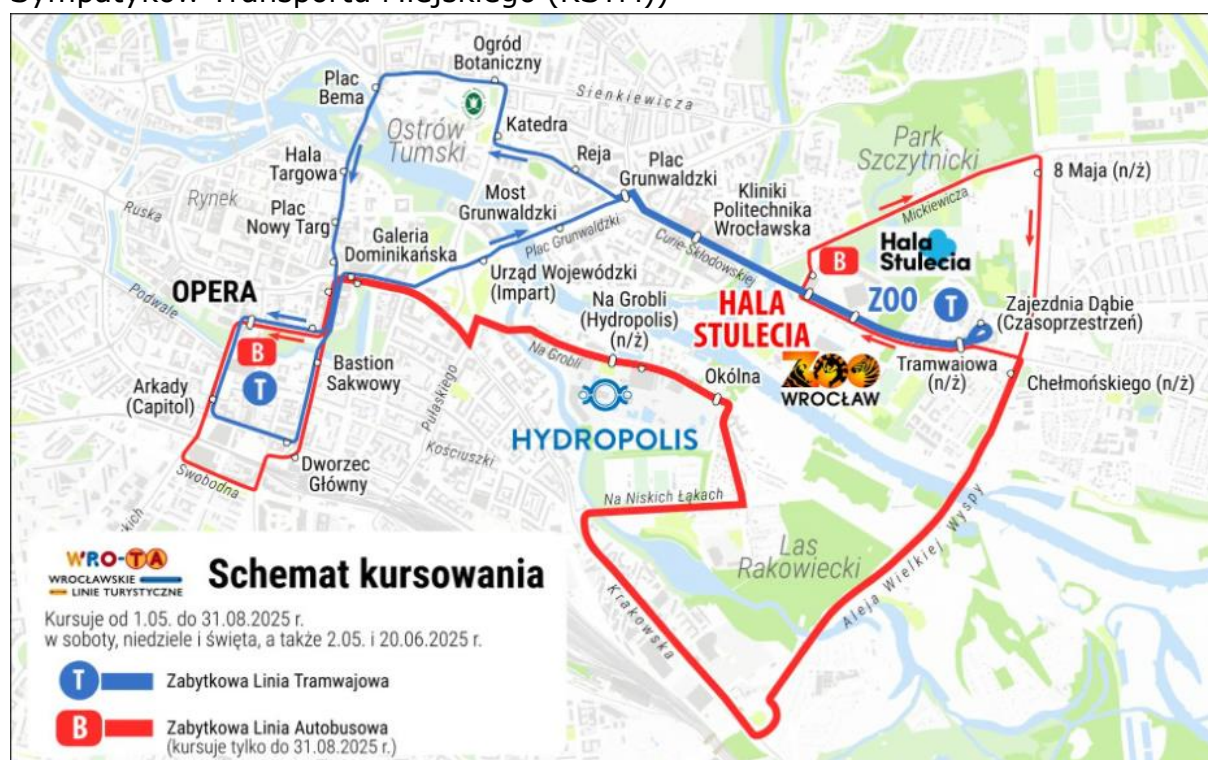 Sympatyków Transportu Miejskiego (KSTM))
Ogród
Botaniczny
Plac
Bema
Sienkiewicza
Ostrów
Tumski
Katedra
Park
Szczytnicki
Hala
Targowa
Reja
Plac
Grunwaldzki
8 Maja (n/ż)
Rynek
Ruska
Most
Grunwaldzki
Kliniki
Politechnika
Wrocławska
Mickiewicza
Plac
Nowy Targ
Galeria
Dominikańska
Plac Grunwaldzki
Curie-Skłodowskiej
B
Hala
Stulecia
Urząd Wojewódzki
(Impart)
Podwale
OPERA
Na Grobli
(Hydropolis)
(n/ż)
HALA
STULECIA
ZOO
T
Zajezdnia Dąbie
(Czasoprzestrzeń)
B
Bastion
Sakwowy
Na Grobli
Okólna
ZOO
WROCŁAW
Tramwajowa
(n/ż)
Chełmońskiego (n/ż)
Arkady
(Capitol)
T
Pułaskiego
HYDROPOLIS
Kościuszki
Dworzec
Główny
Swobodna
Na Niskich Łąkach
Las
Rakowiecki
Aleja Wielkiej Wyspy
Krakowska
WRO-TA
WROCŁAWSKIE
LINIE TURYSTYCZNE
Schemat kursowania
Kursuje od 1.05. do 31.08.2025 r.
w soboty, niedziele i święta, a także 2.05. i 20.06.2025 r.
T Zabytkowa Linia Tramwajowa
B Zabytkowa Linia Autobusowa
(kursuje tylko do 31.08.2025 r.)